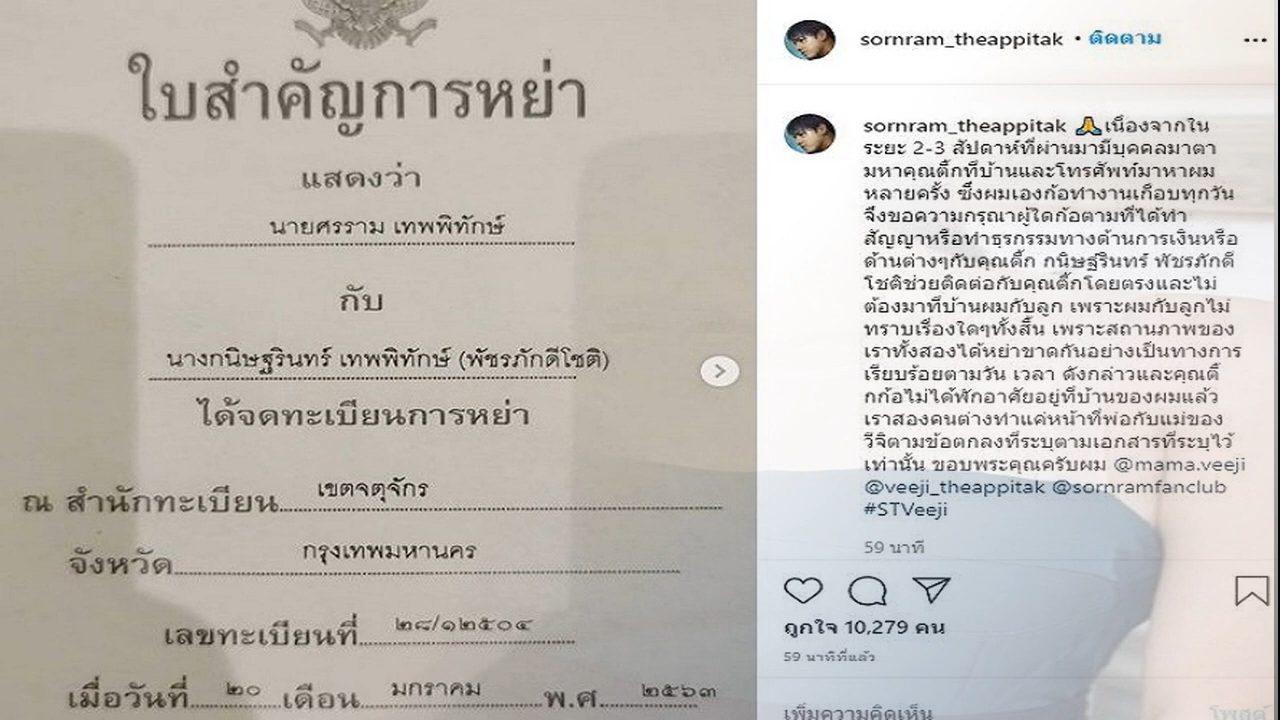 ใบสำคัญการหย่า
แสดงว่า
นายศรราม เทพพิทักษ์
กับ
นางกนิษฐรินทร์ เทพพิทักษ์ (พัชรภักดีโชติ)
ได้จดทะเบียนการหย่า
ณ สำนักทะเบียน เขตจตุจักร
จังหวัด กรุงเทพมหานคร
เลขทะเบียนที่ ๒๘/๑๒๕๐๔
เมื่อวันที่ ๒๐ เดือน มกราคม พ.ศ. ๒๕๖๓
sornram_theappitak • ติดตาม
sornram_theappitak 🙏เนื่องจากใน
ระยะ 2-3 สัปดาห์ที่ผ่านมามีบุคคลมาตา
มหาคุณติ๊กที่บ้านและโทรศัพท์มาหาผม
หลายครั้ง ซึ่งผมเองก้อทำงานเกือบทุกวัน
จึงขอความกรุณาผู้ใดก้อตามที่ได้ทำ
สัญญาหรือทำธุรกรรมทางด้านการเงินหรือ
ด้านต่างๆกับคุณติ๊ก กนิษฐ์รินทร์ พัชรภักดี
โชติช่วยติดต่อกับคุณติ๊กโดยตรงและไม่
ต้องมาที่บ้านผมกับลูก เพราะผมกับลูกไม่
ทราบเรื่องใดๆทั้งสิ้น เพราะสถานภาพของ
เราทั้งสองได้หย่าขาดกันอย่างเป็นทางการ
เรียบร้อยตามวัน เวลา ดังกล่าวและคุณติ๊
กก้อไม่ได้พักอาศัยอยู่ที่บ้านของผมแล้ว
เราสองคนต่างทำแค่หน้าที่พ่อกับแม่ของ
วีจิตามข้อตกลงที่ระบุตามเอกสารที่ระบุไว้
เท่านั้น ขอบพระคุณครับผม @mama.veeji
@veeji_theappitak @sornramfanclub
#STVeeji
59 นาที
ถูกใจ 10,279 คน
59 นาทีที่แล้ว
เพิ่มความคิดเห็น
โพสต์